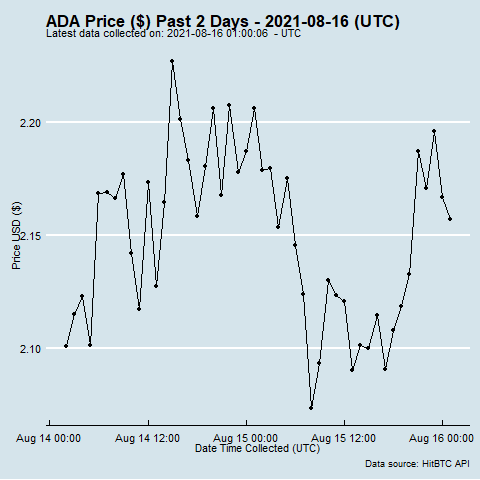 ADA Price ($) Past 2 Days - 2021-08-16 (UTC)
Latest data collected on: 2021-08-16 01:00:06 - UTC
2.20
2.15
2.10
Price USD ($)
Aug 14 00:00 Aug 14 12:00 Aug 15 00:00 Aug 15 12:00 Aug 16 00:00
Date Time Collected (UTC)
Data source: HitBTC API